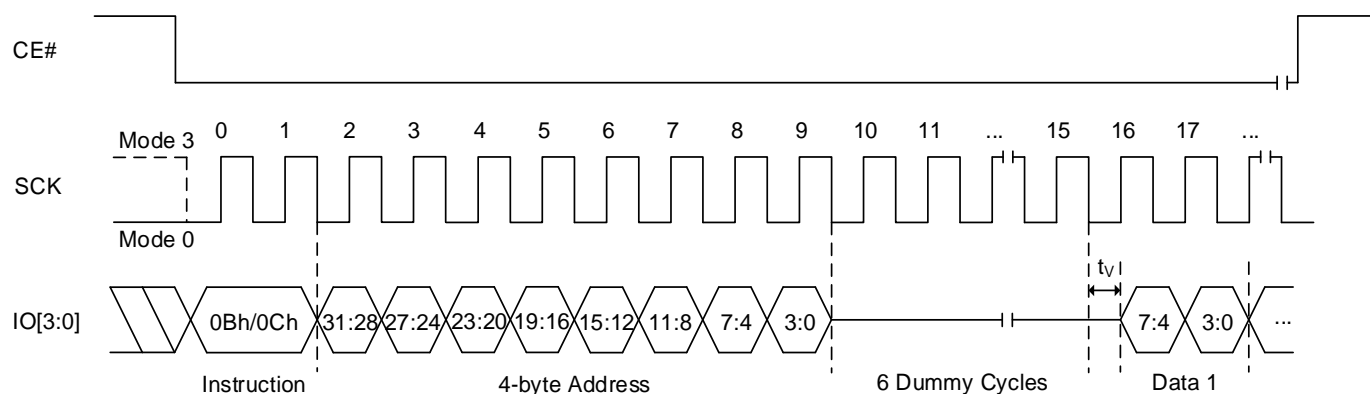 CE#
Mode 3 0 1 2 3 4 5 6 7 8 9 10 11 ... 15 16 17 ...
SCK
Mode 0
tV
IO[3:0] 0Bh/0Ch 31:28 27:24 23:20 19:16 15:12 11:8 7:4 3:0 7:4 3:0 ...
Instruction 4-byte Address 6 Dummy Cycles Data 1